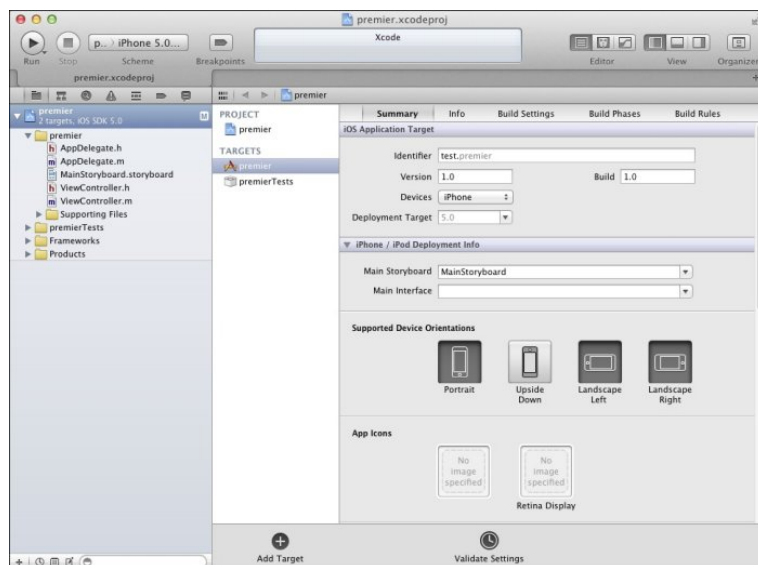 premier.xcodeproj
Run
Stop
p... ⟩ iPhone 5.0...
Scheme
Breakpoints
Xcode
Editor
View
Organizer
premier.xcodeproj
premier
premier
2 targets, iOS SDK 5.0
M
premier
AppDelegate.h
AppDelegate.m
MainStoryboard.storyboard
ViewController.h
ViewController.m
Supporting Files
premierTests
Frameworks
Products
PROJECT
premier
TARGETS
premier
premierTests
Summary Info Build Settings Build Phases Build Rules
iOS Application Target
Identifier test.premier
Version 1.0 Build 1.0
Devices iPhone
Deployment Target 5.0
iPhone / iPod Deployment Info
Main Storyboard MainStoryboard
Main Interface
Supported Device Orientations
Portrait
Upside Down
Landscape Left
Landscape Right
App Icons
No image specified
No image specified
Retina Display
Add Target
Validate Settings